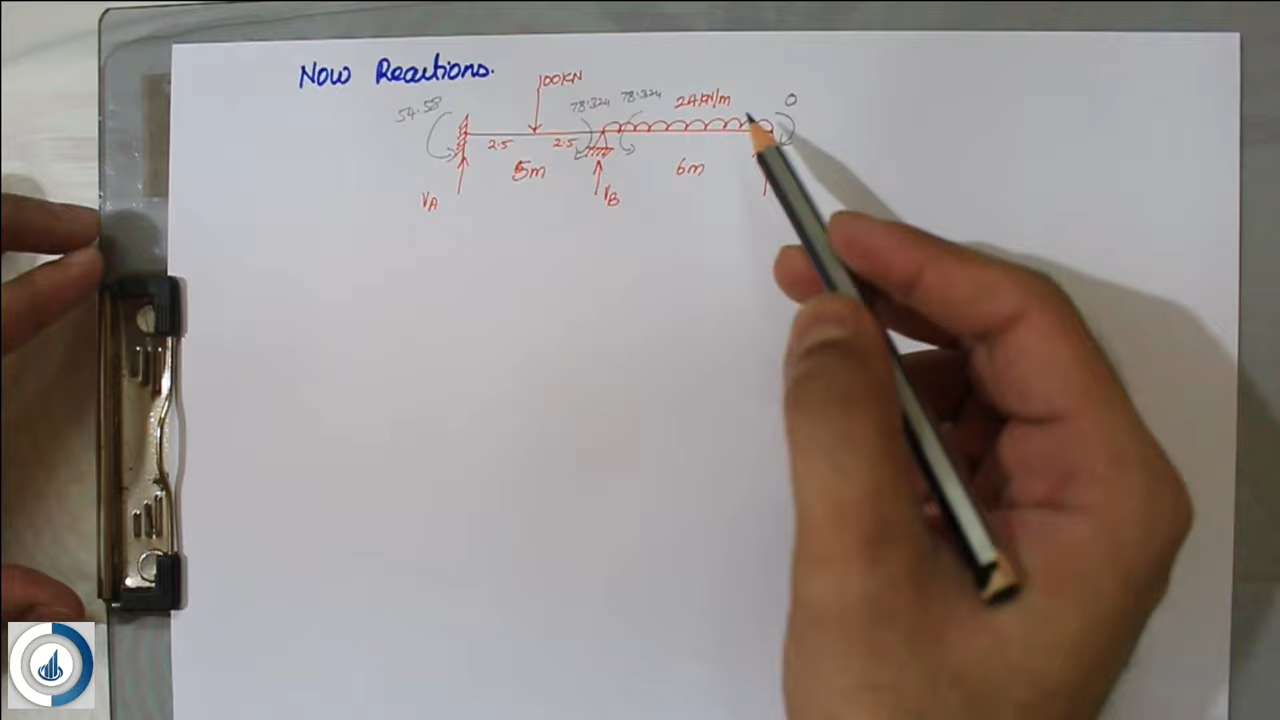 Now Reactions.
100KN
54.58 78.324 78.324 24KN/m 0
2.5 2.5
5m 6m
VA VB